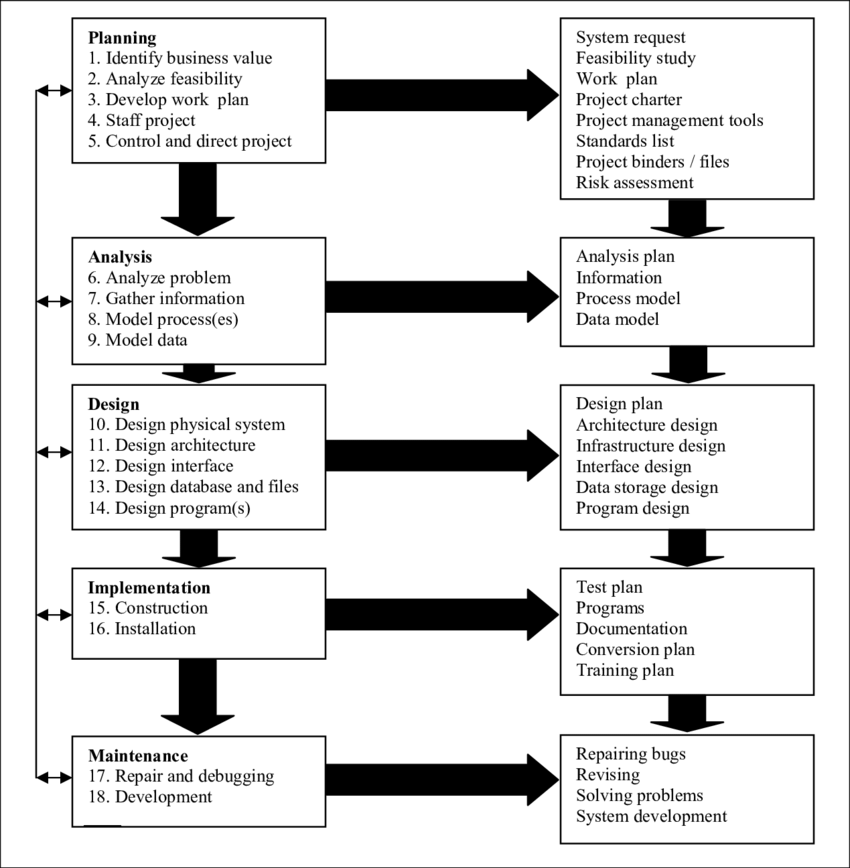 Planning
1. Identify business value
2. Analyze feasibility
3. Develop work plan
4. Staff project
5. Control and direct project
System request
Feasibility study
Work plan
Project charter
Project management tools
Standards list
Project binders / files
Risk assessment
Analysis
6. Analyze problem
7. Gather information
8. Model process(es)
9. Model data
Analysis plan
Information
Process model
Data model
Design
10. Design physical system
11. Design architecture
12. Design interface
13. Design database and files
14. Design program(s)
Design plan
Architecture design
Infrastructure design
Interface design
Data storage design
Program design
Implementation
15. Construction
16. Installation
Test plan
Programs
Documentation
Conversion plan
Training plan
Maintenance
17. Repair and debugging
18. Development
Repairing bugs
Revising
Solving problems
System development